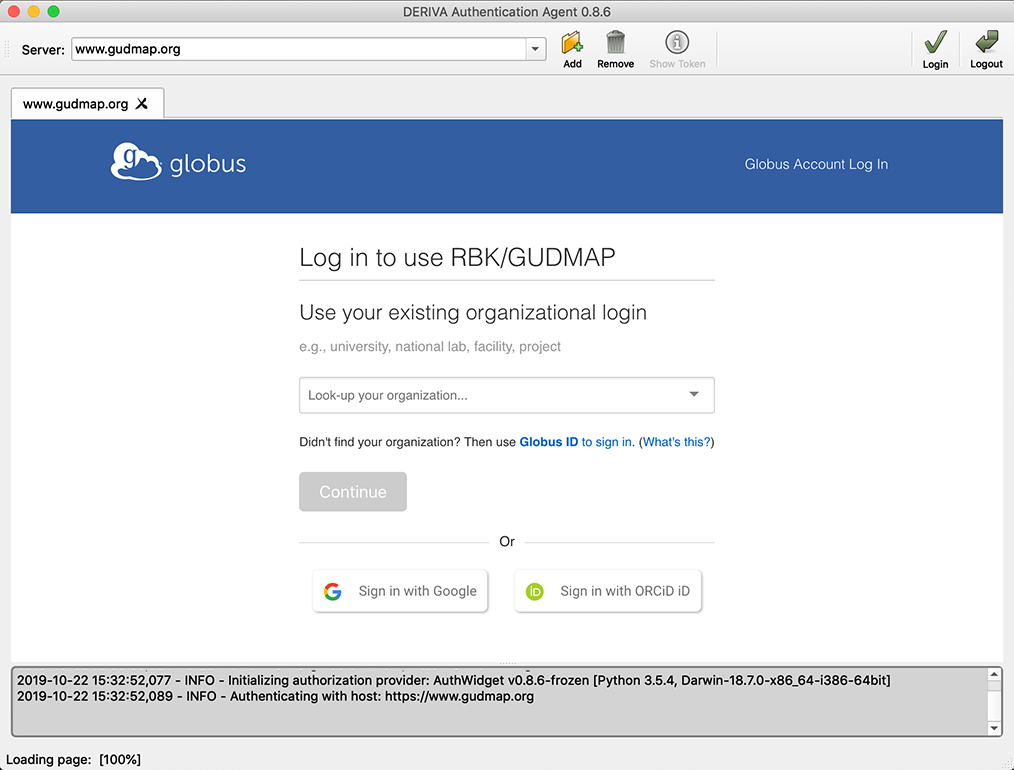 DERIVA Authentication Agent 0.8.6
Server: www.gudmap.org
Add Remove Show Token Login Logout
www.gudmap.org
globus
Globus Account Log In
Log in to use RBK/GUDMAP
Use your existing organizational login
e.g., university, national lab, facility, project
Look-up your organization...
Didn't find your organization? Then use Globus ID to sign in. (What's this?)
Continue
Or
Sign in with Google
iD Sign in with ORCiD iD
2019-10-22 15:32:52,077 - INFO - Initializing authorization provider: AuthWidget v0.8.6-frozen [Python 3.5.4, Darwin-18.7.0-x86_64-i386-64bit]
2019-10-22 15:32:52,089 - INFO - Authenticating with host: https://www.gudmap.org
Loading page: [100%]